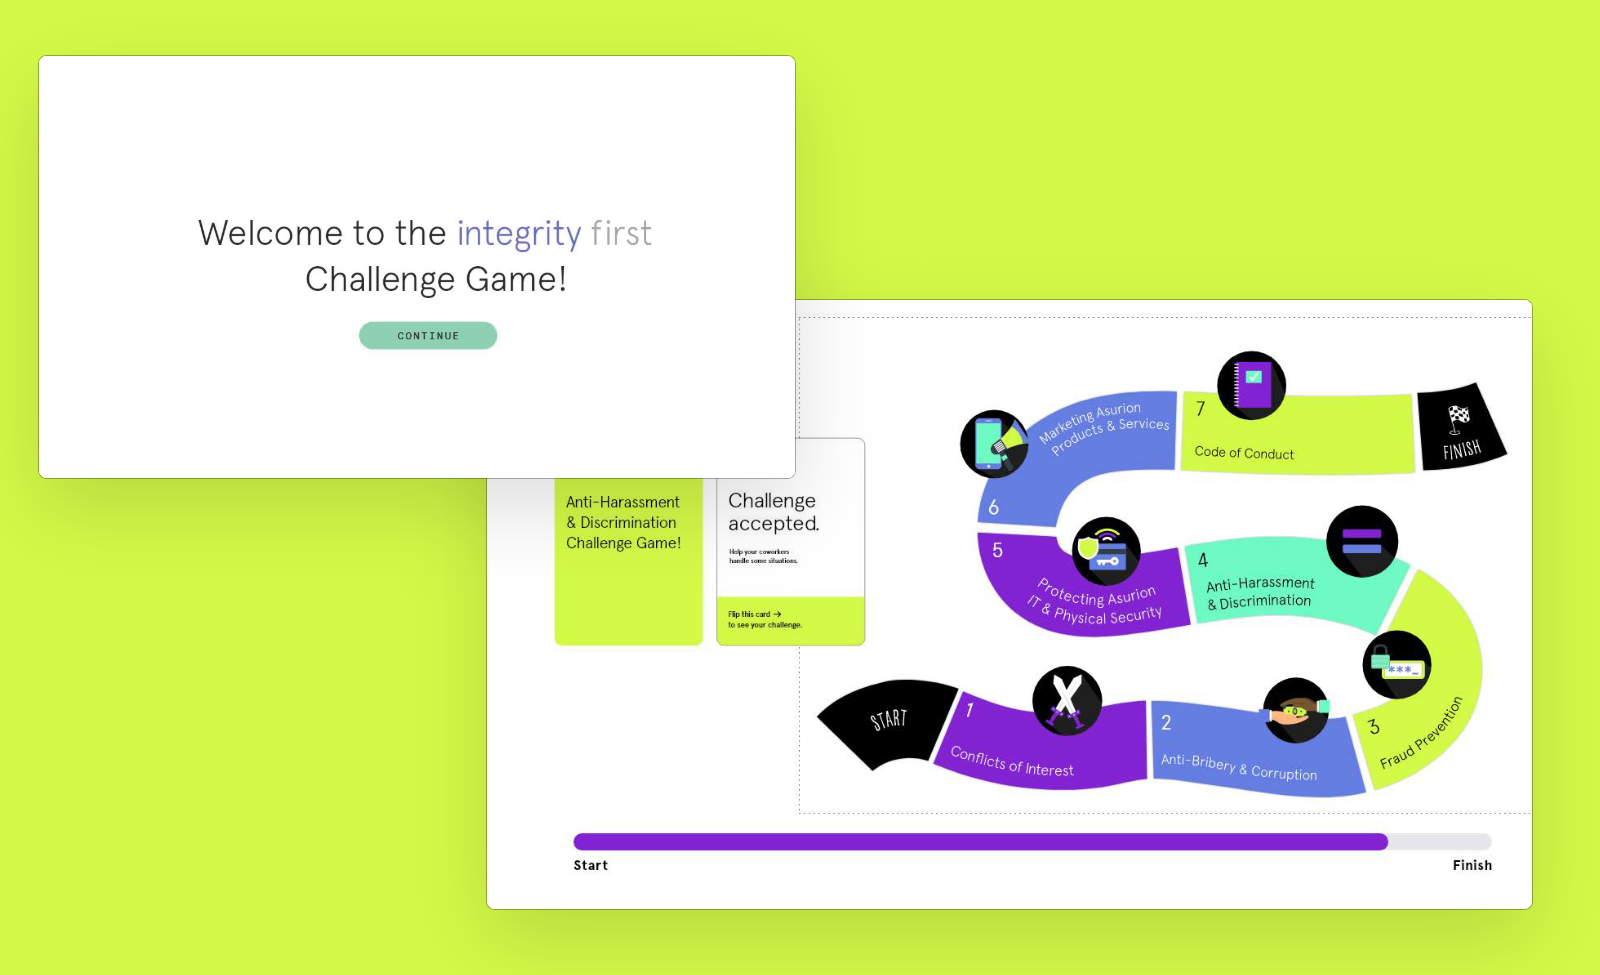 Welcome to the integrity first
Challenge Game!
CONTINUE
Anti-Harassment
& Discrimination
Challenge Game!
Challenge
accepted.
Help your coworkers
handle some situations.
Flip this card →
to see your challenge.
START
1
Conflicts of Interest
2
Anti-Bribery & Corruption
3
Fraud Prevention
***_
4
Anti-Harassment
& Discrimination
5
Protecting Asurion
IT & Physical Security
6
Marketing Asurion
Products & Services
7
Code of Conduct
FINISH
Start
Finish